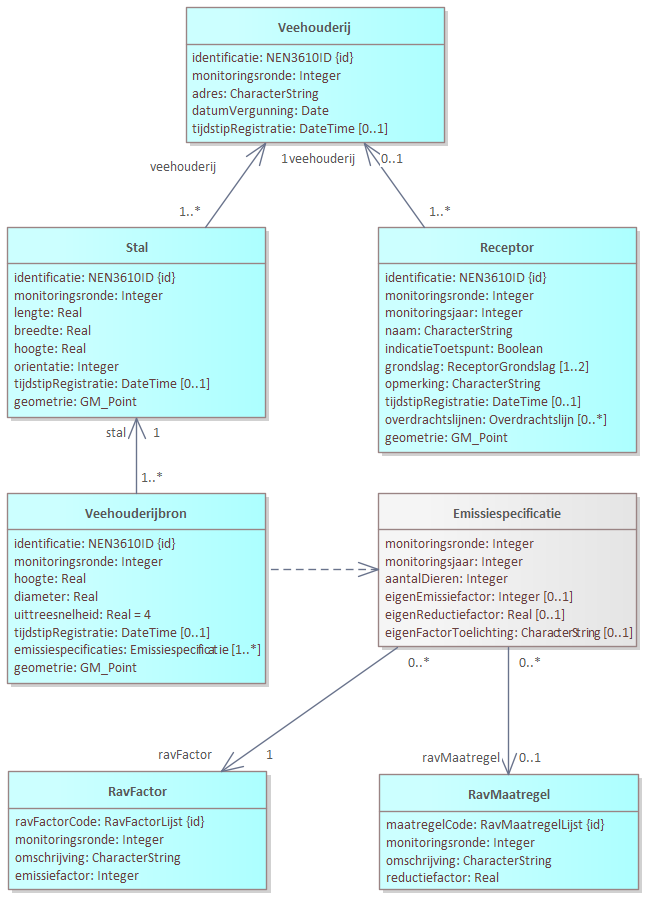 Veehouderij
identificatie: NEN3610ID {id}
monitoringsronde: Integer
adres: CharacterString
datumVergunning: Date
tijdstipRegistratie: DateTime [0..1]
veehouderij
1
veehouderij
0..1
1..*
1..*
Stal
identificatie: NEN3610ID {id}
monitoringsronde: Integer
lengte: Real
breedte: Real
hoogte: Real
orientatie: Integer
tijdstipRegistratie: DateTime [0..1]
geometrie: GM_Point
Receptor
identificatie: NEN3610ID {id}
monitoringsronde: Integer
monitoringsjaar: Integer
naam: CharacterString
indicatieToetspunt: Boolean
grondslag: ReceptorGrondslag [1..2]
opmerking: CharacterString
tijdstipRegistratie: DateTime [0..1]
overdrachtslijnen: Overdrachtslijn [0..*]
geometrie: GM_Point
stal
1
1..*
Veehouderijbron
identificatie: NEN3610ID {id}
monitoringsronde: Integer
hoogte: Real
diameter: Real
uittreesnelheid: Real = 4
tijdstipRegistratie: DateTime [0..1]
emissiespecificaties: Emissiespecificatie [1..*]
geometrie: GM_Point
Emissiespecificatie
monitoringsronde: Integer
monitoringsjaar: Integer
aantalDieren: Integer
eigenEmissiefactor: Integer [0..1]
eigenReductiefactor: Real [0..1]
eigenFactorToelichting: CharacterString [0..1]
0..*
0..*
ravFactor
1
ravMaatregel
0..1
RavFactor
ravFactorCode: RavFactorLijst {id}
monitoringsronde: Integer
omschrijving: CharacterString
emissiefactor: Integer
RavMaatregel
maatregelCode: RavMaatregelLijst {id}
monitoringsronde: Integer
omschrijving: CharacterString
reductiefactor: Real